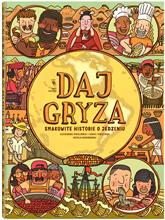 DAJ
GRYZA
SMAKOWITE HISTORIE O JEDZENIU